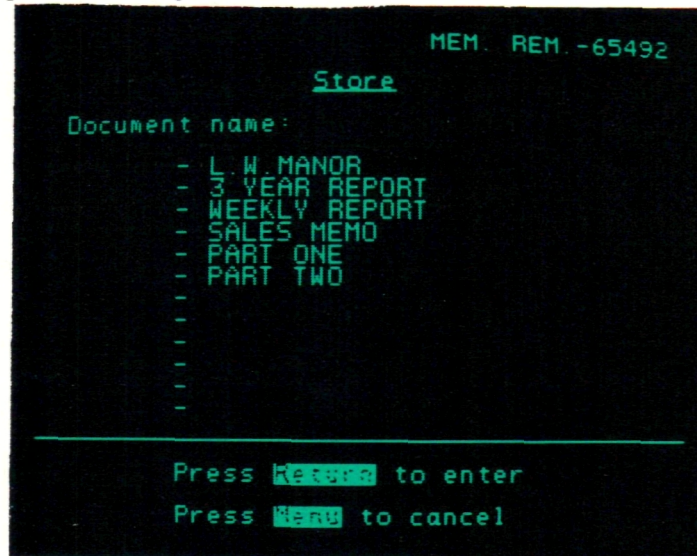 MEM. REM.-65492
Store
Document name:
- L.W.MANOR
- 3 YEAR REPORT
- WEEKLY REPORT
- SALES MEMO
- PART ONE
- PART TWO
-
-
-
-
-
-
Press Return to enter
Press Menu to cancel